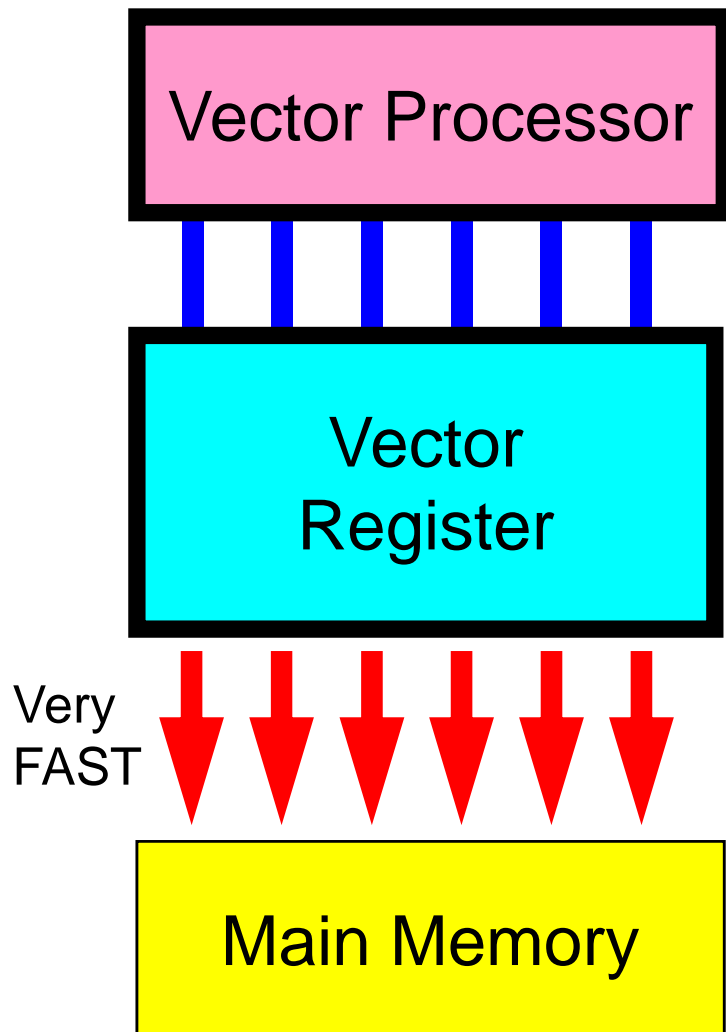 Vector Processor
Vector
Register
Very
FAST
Main Memory